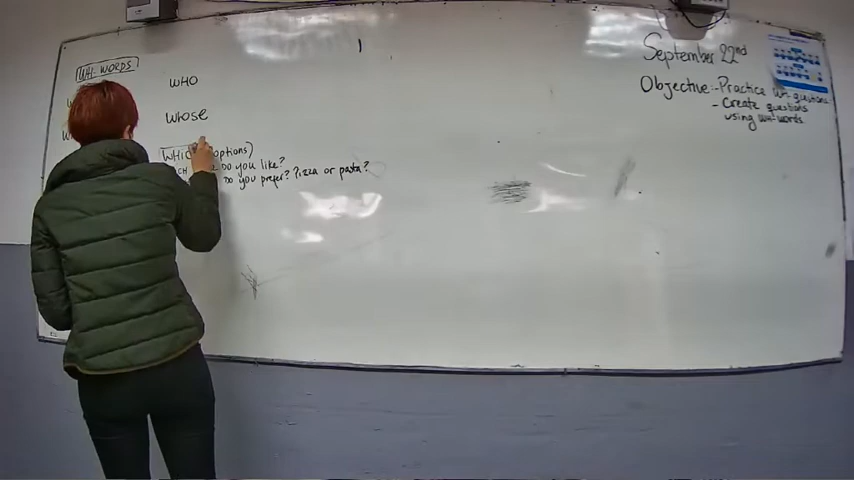 WH-WORDS
WHO
WHOSE
options)
DO you like?
DO you prefer? Pizza or pasta?
September 22nd
Objective:-Practice WH-questions
- Create questions
using WH-words